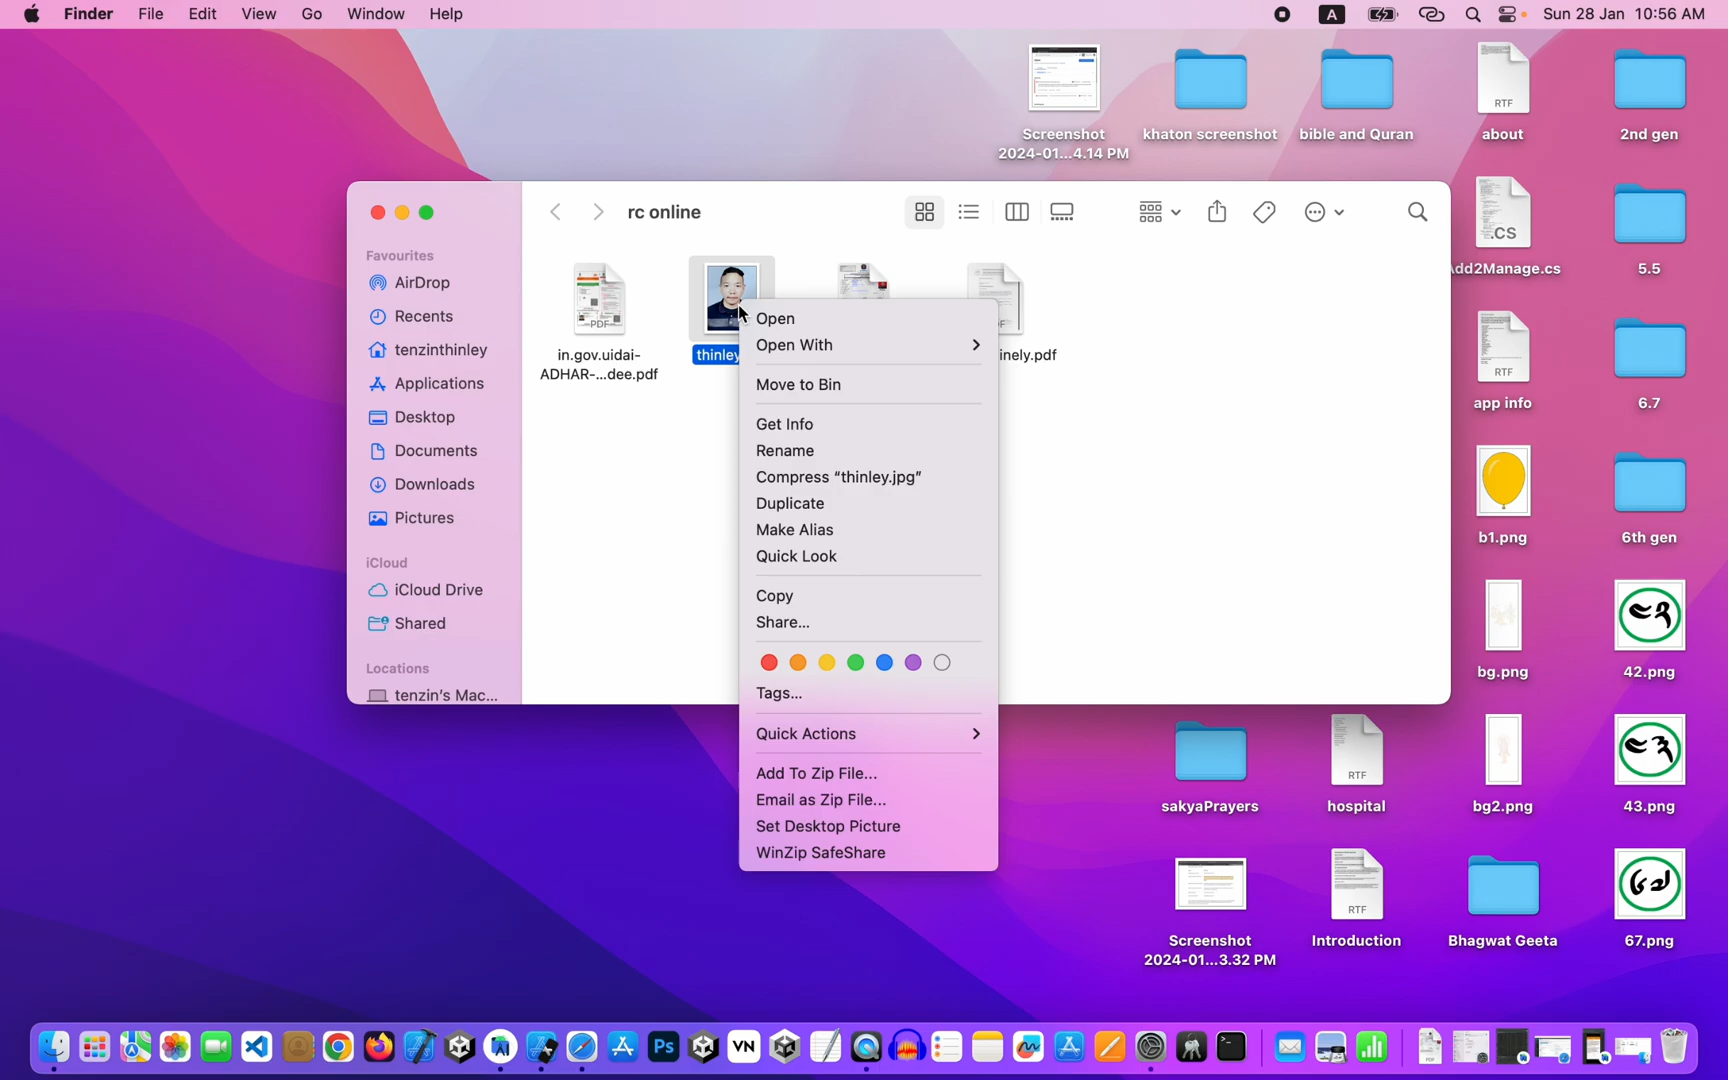 Finder File Edit View Go Window Help A Sun 28 Jan 10:56 AM
Screenshot
2024-01...4.14 PM
khaton screenshot
bible and Quran
RTF
about
2nd gen
rc online
Favourites
AirDrop
Recents
tenzinthinley
Applications
Desktop
Documents
Downloads
Pictures
iCloud
iCloud Drive
Shared
Locations
tenzin's Mac...
PDF
in.gov.uidai-
ADHAR-...dee.pdf
thinley
inely.pdf
Open
Open With
Move to Bin
Get Info
Rename
Compress “thinley.jpg”
Duplicate
Make Alias
Quick Look
Copy
Share...
Tags...
Quick Actions
Add To Zip File...
Email as Zip File...
Set Desktop Picture
WinZip SafeShare
.CS
dd2Manage.cs
5.5
RTF
app info
6.7
b1.png
6th gen
bg.png
42.png
sakyaPrayers
RTF
hospital
bg2.png
43.png
Screenshot
2024-01...3.32 PM
RTF
Introduction
Bhagwat Geeta
67.png
Ps
VN